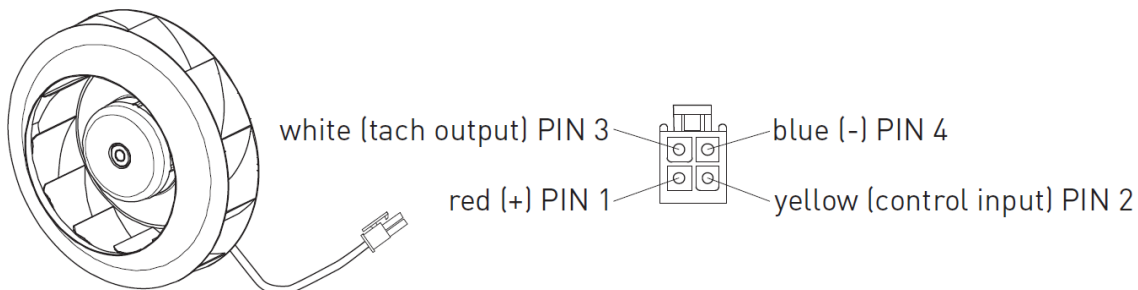 white (tach output) PIN 3
blue (-) PIN 4
red (+) PIN 1
yellow (control input) PIN 2